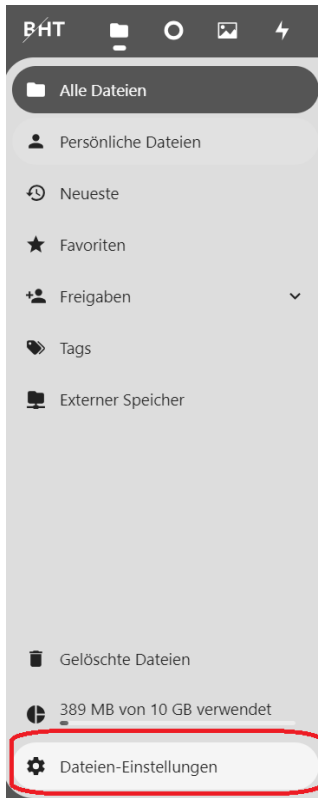 BHT
Alle Dateien
Persönliche Dateien
Neueste
Favoriten
Freigaben
Tags
Externer Speicher
Gelöschte Dateien
389 MB von 10 GB verwendet
Dateien-Einstellungen